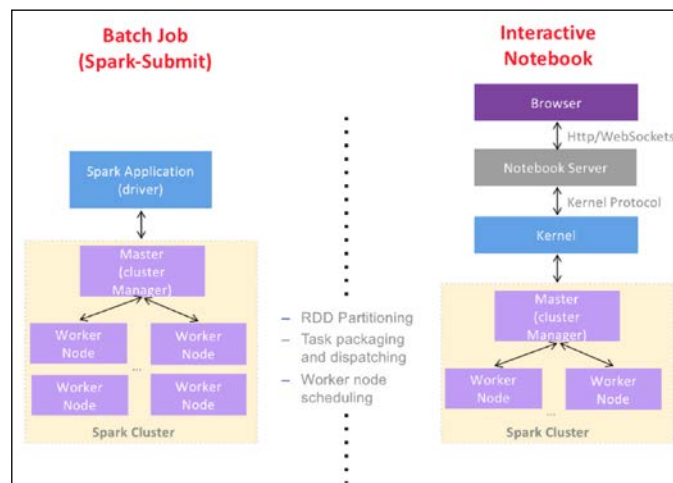 Batch Job
(Spark-Submit)
Spark Application
(driver)
Master
(cluster
Manager)
Worker
Node
Worker
Node
...
Worker
Node
Worker
Node
Spark Cluster
– RDD Partitioning
– Task packaging
and dispatching
– Worker node
scheduling
Interactive
Notebook
Browser
Http/WebSockets
Notebook Server
Kernel Protocol
Kernel
Master
(cluster
Manager)
Worker
Node
Worker
Node
...
Spark Cluster